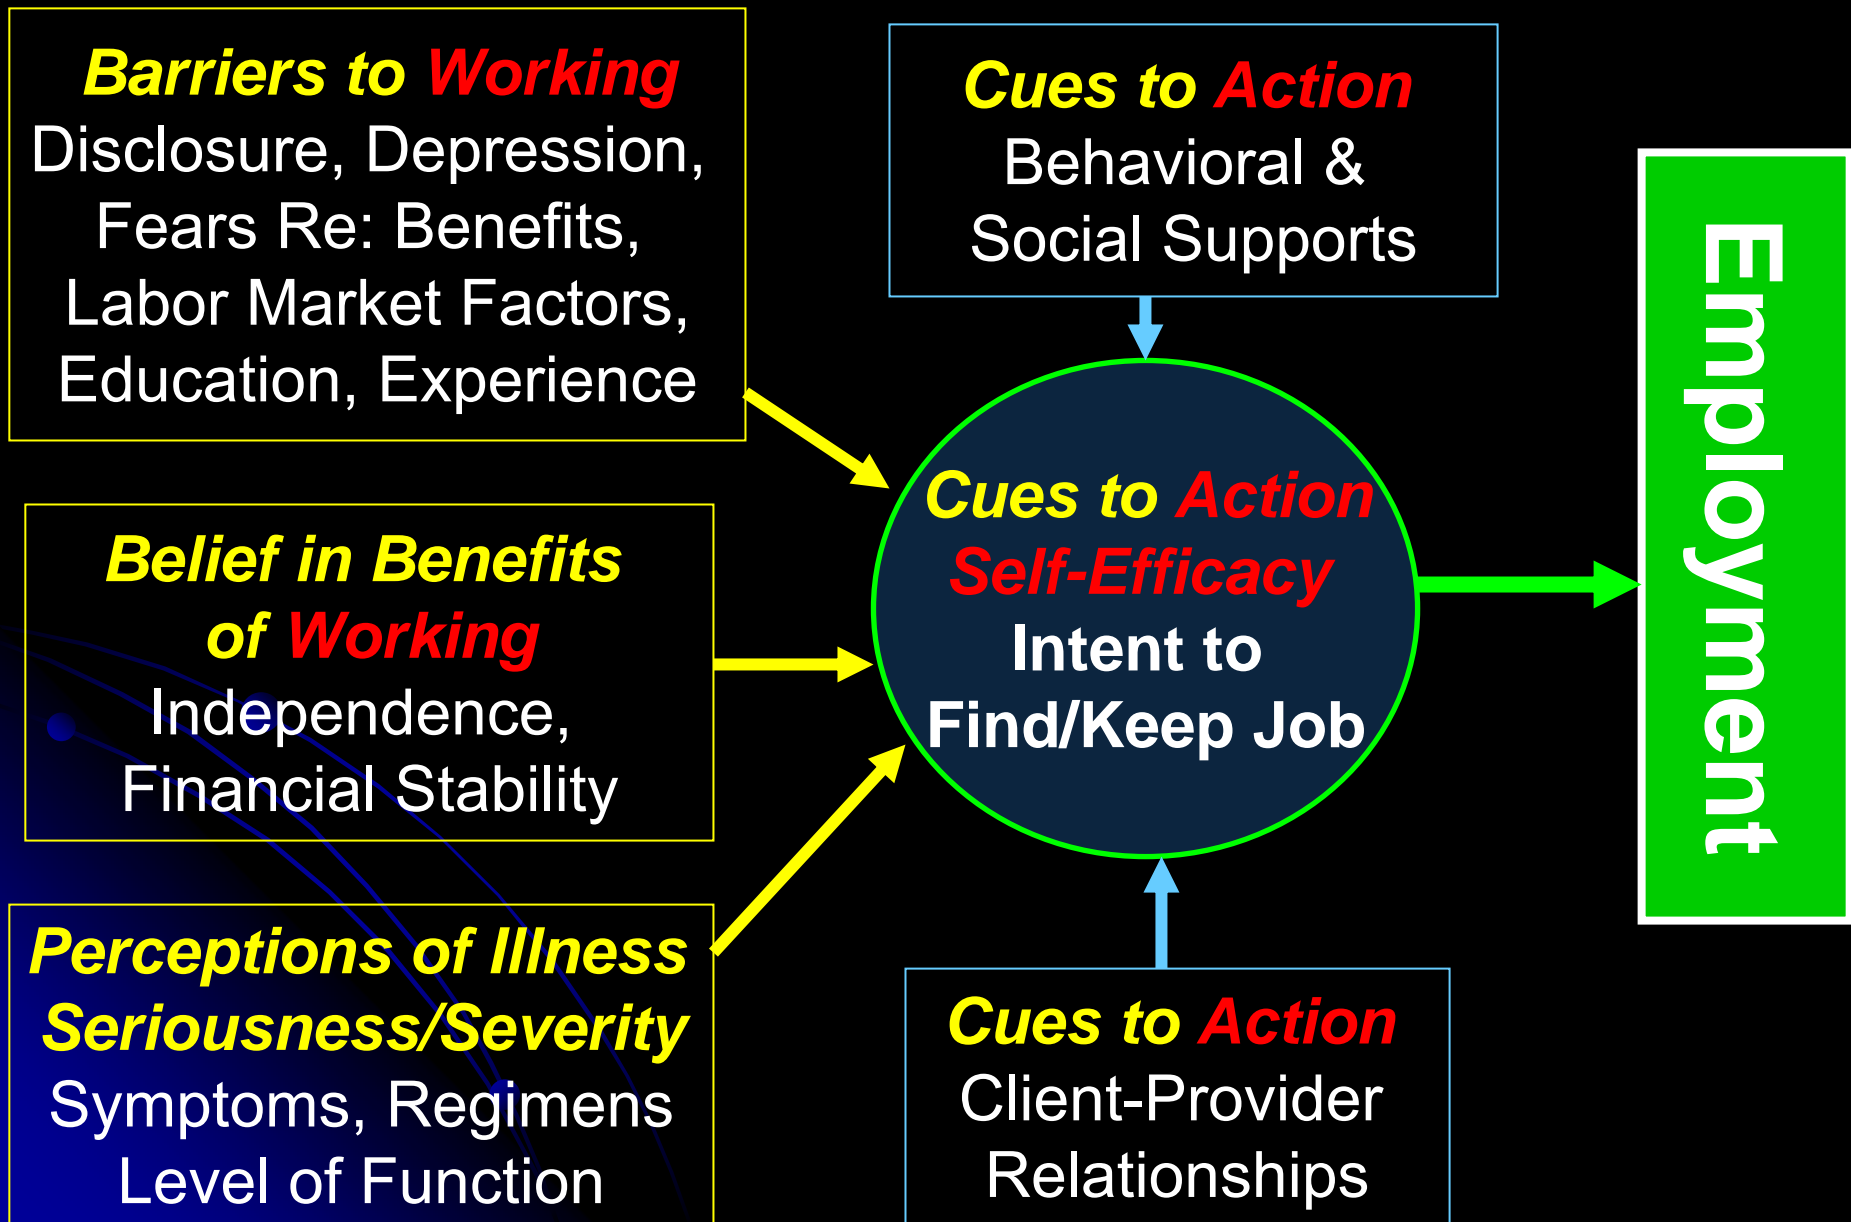 Barriers to Working
Disclosure, Depression,
Fears Re: Benefits,
Labor Market Factors,
Education, Experience
Belief in Benefits
of Working
Independence,
Financial Stability
Perceptions of Illness
Seriousness/Severity
Symptoms, Regimens
Level of Function
Cues to Action
Behavioral &
Social Supports
Cues to Action
Self-Efficacy
Intent to
Find/Keep Job
Cues to Action
Client-Provider
Relationships
Employment